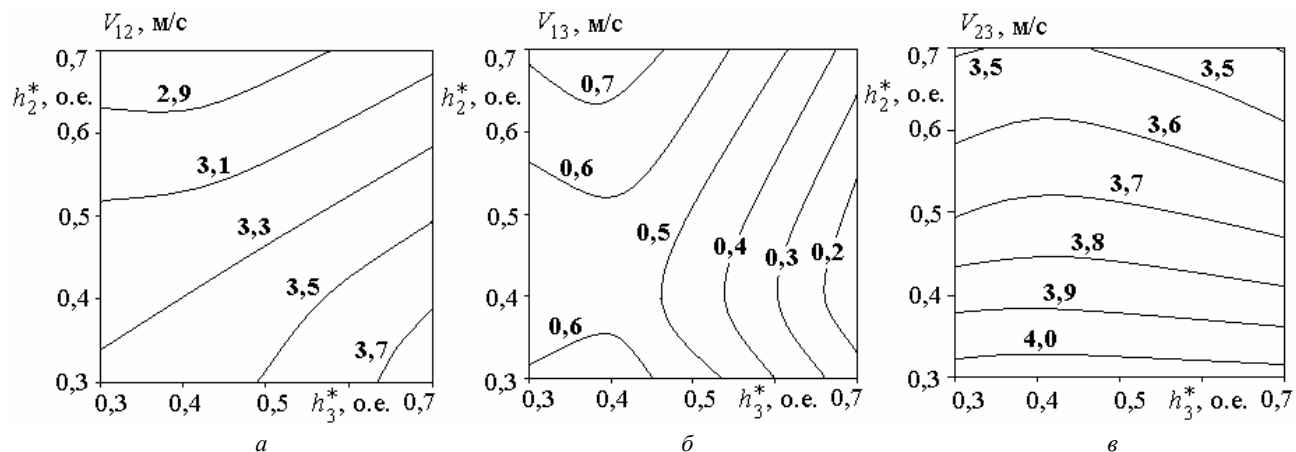 V₁₂, м/с
0,7
h₂*, о.е.
0,6
0,5
0,4
0,3
2,9
3,1
3,3
3,5
3,7
0,3 0,4 0,5 h₃*, о.е. 0,7
а
V₁₃, м/с
0,7
h₂*, о.е.
0,6
0,5
0,4
0,3
0,7
0,6
0,5 0,4 0,3 0,2
0,6
0,3 0,4 0,5 h₃*, о.е. 0,7
б
V₂₃, м/с
0,7
h₂*, о.е.
0,6
0,5
0,4
0,3
3,5 3,5
3,6
3,7
3,8
3,9
4,0
0,3 0,4 0,5 h₃*, о.е. 0,7
в